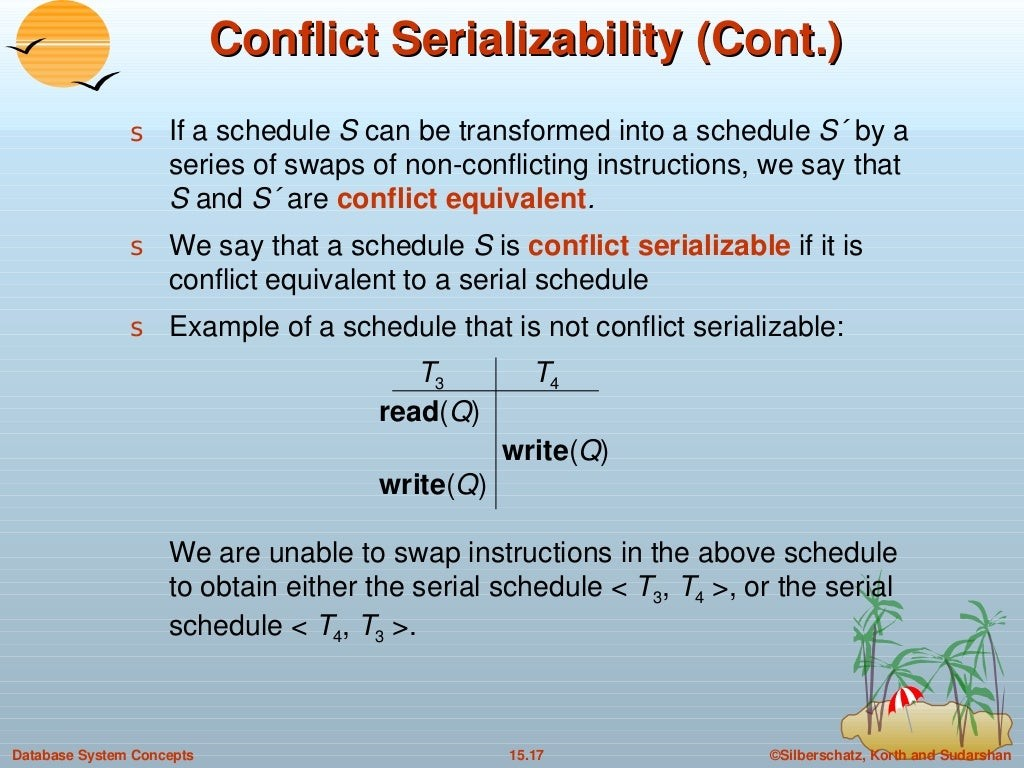 Conflict Serializability (Cont.)
s If a schedule S can be transformed into a schedule S´ by a
series of swaps of non-conflicting instructions, we say that
S and S´ are conflict equivalent.
s We say that a schedule S is conflict serializable if it is
conflict equivalent to a serial schedule
s Example of a schedule that is not conflict serializable:
T3 T4
read(Q)
write(Q)
write(Q)
We are unable to swap instructions in the above schedule
to obtain either the serial schedule < T3, T4 >, or the serial
schedule < T4, T3 >.
Database System Concepts 15.17 ©Silberschatz, Korth and Sudarshan